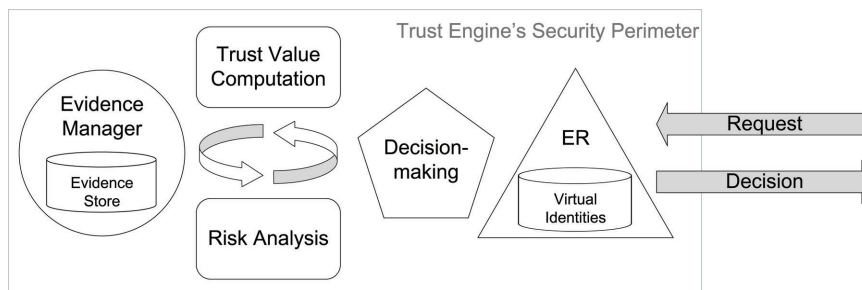 Trust Engine's Security Perimeter
Trust Value
Computation
Evidence
Manager
Evidence
Store
Risk Analysis
Decision-
making
ER
Virtual
Identities
Request
Decision